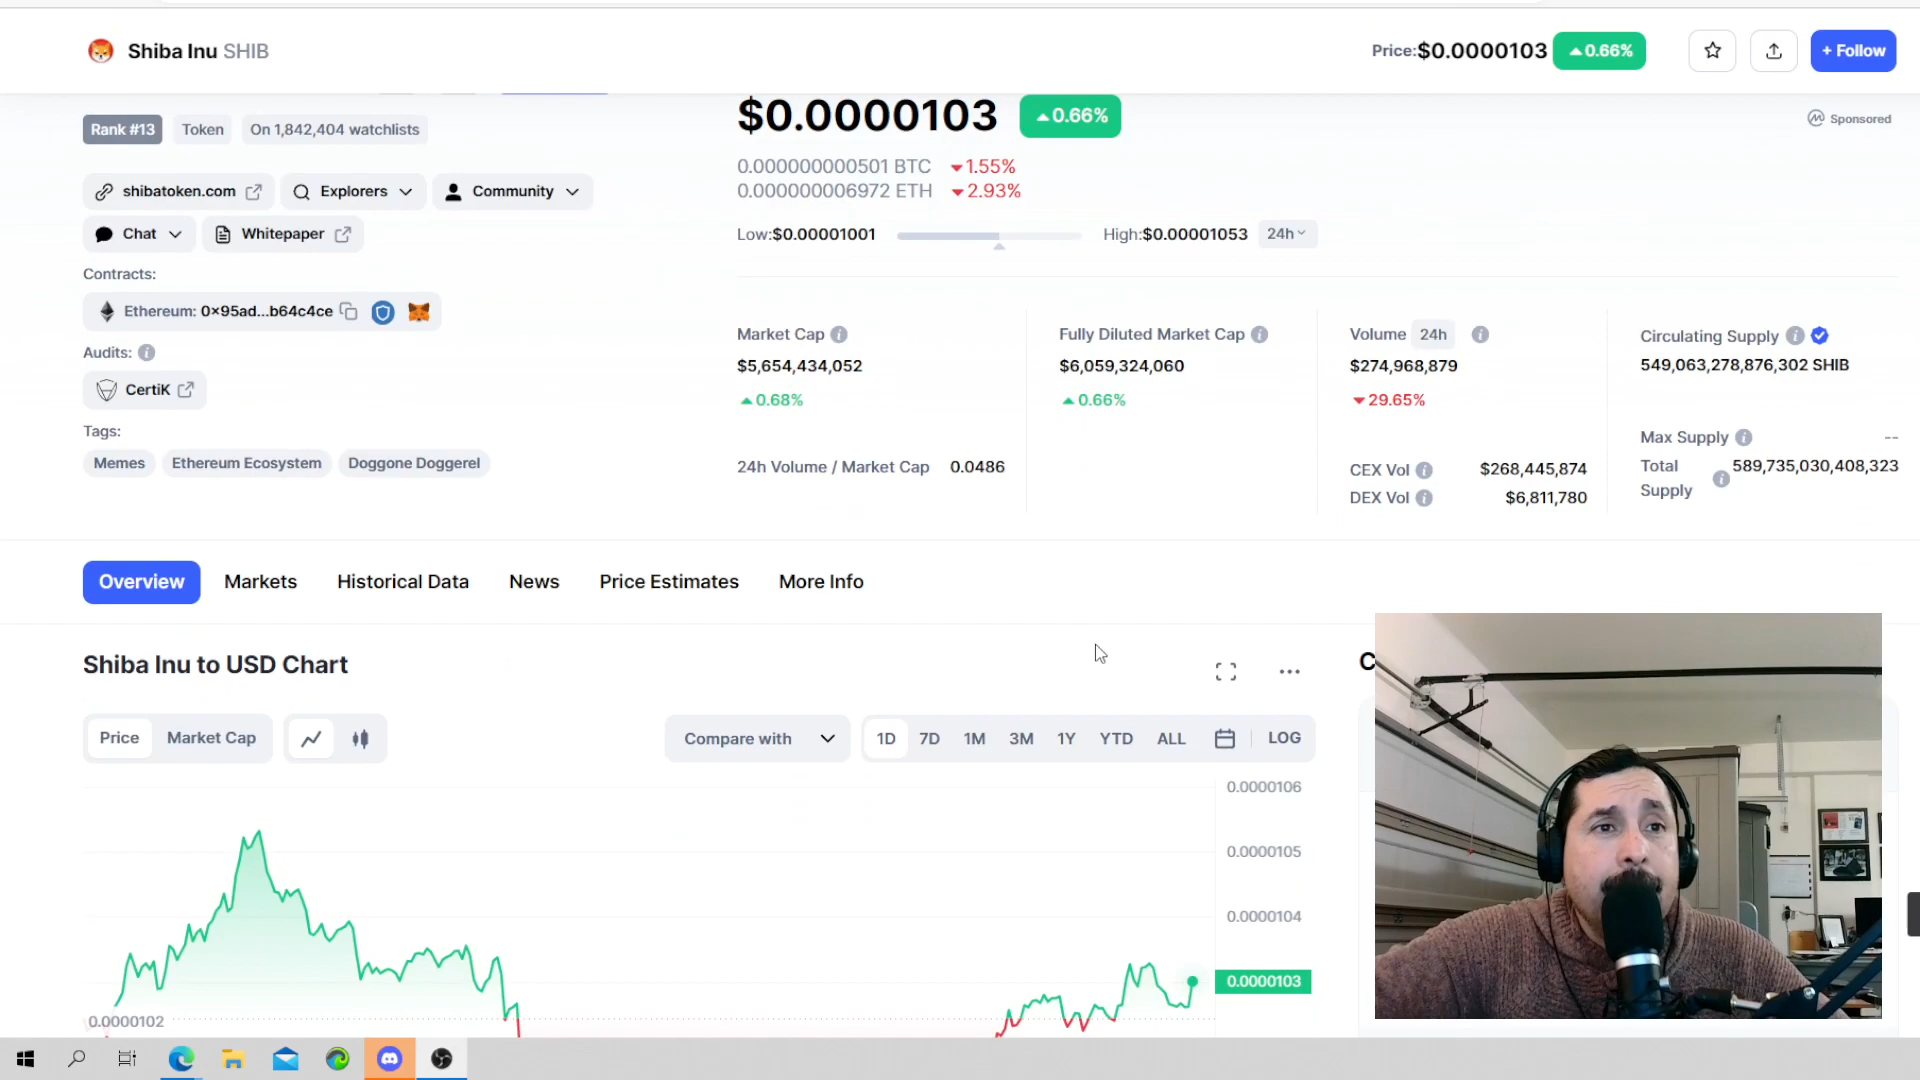 Shiba Inu SHIB
Price:$0.0000103 0.66%
+ Follow
Rank #13 Token On 1,842,404 watchlists
$0.0000103 0.66%
Sponsored
0.000000000501 BTC 1.55%
0.000000006972 ETH 2.93%
shibatoken.com Explorers Community
Chat Whitepaper
Low:$0.00001001 High:$0.00001053 24h
Contracts:
Ethereum: 0x95ad...b64c4ce
Audits:
CertiK
Tags:
Memes Ethereum Ecosystem Doggone Doggerel
Market Cap
$5,654,434,052
0.68%
24h Volume / Market Cap 0.0486
Fully Diluted Market Cap
$6,059,324,060
0.66%
Volume 24h
$274,968,879
29.65%
CEX Vol $268,445,874
DEX Vol $6,811,780
Circulating Supply
549,063,278,876,302 SHIB
Max Supply --
Total Supply 589,735,030,408,323
Overview Markets Historical Data News Price Estimates More Info
Shiba Inu to USD Chart
Price Market Cap
Compare with
1D 7D 1M 3M 1Y YTD ALL LOG
0.0000106
0.0000105
0.0000104
0.0000103
0.0000102